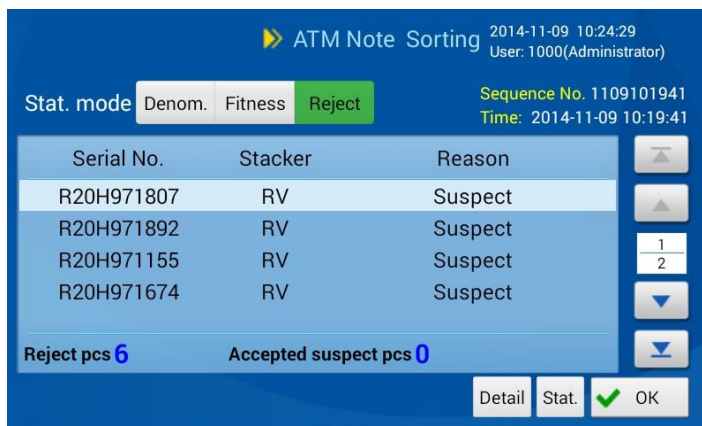 ATM Note Sorting
2014-11-09 10:24:29
User: 1000(Administrator)
Stat. mode Denom. Fitness Reject
Sequence No. 1109101941
Time: 2014-11-09 10:19:41
Serial No. Stacker Reason
R20H971807 RV Suspect
R20H971892 RV Suspect
R20H971155 RV Suspect
R20H971674 RV Suspect
1
2
Reject pcs 6 Accepted suspect pcs 0
Detail Stat. OK